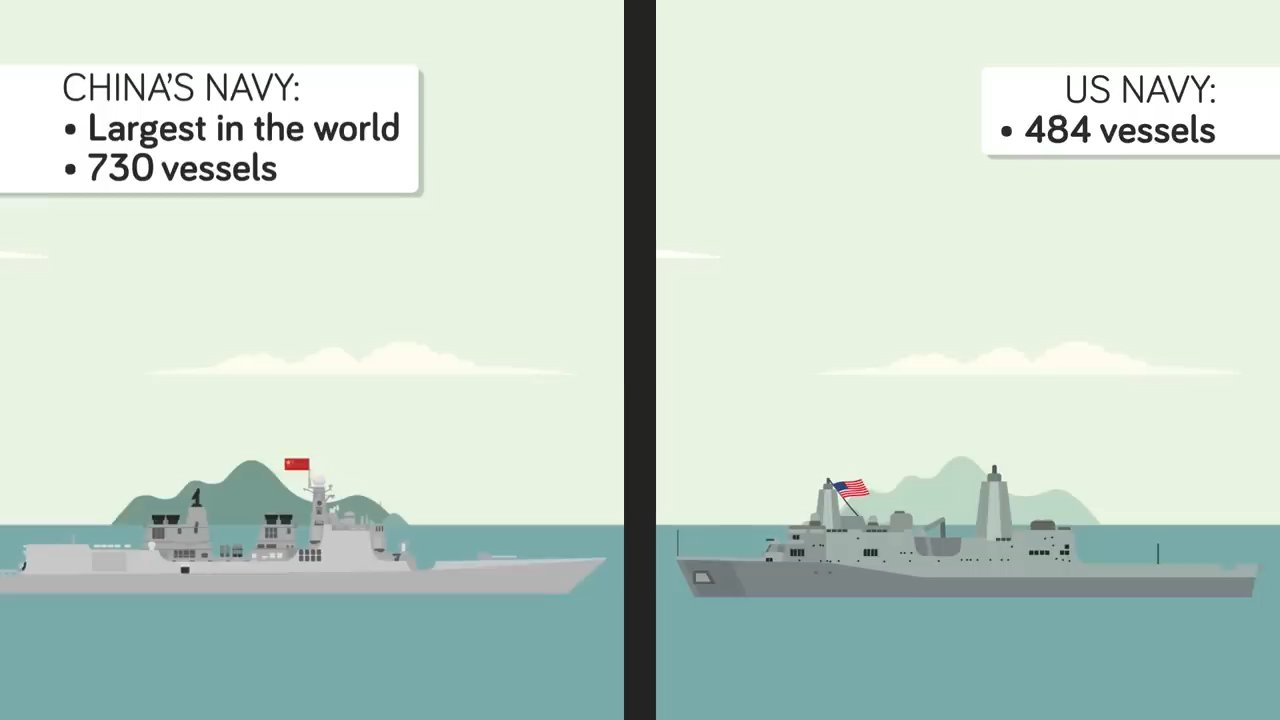 CHINA'S NAVY:
• Largest in the world
• 730 vessels
US NAVY:
• 484 vessels